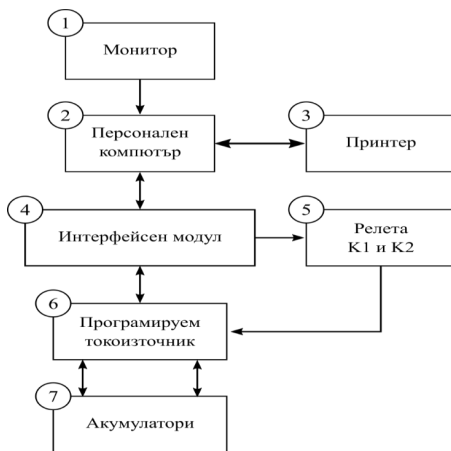 1
Монитор
2
Персонален
компютър
3
Принтер
4
Интерфейсен модул
5
Релета
К1 и К2
6
Програмируем
токоизточник
7
Акумулатори